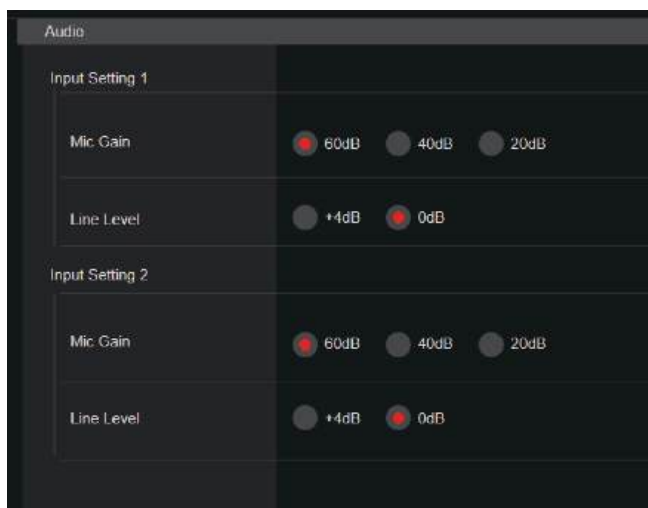 Audio
Input Setting 1
Mic Gain 60dB 40dB 20dB
Line Level +4dB 0dB
Input Setting 2
Mic Gain 60dB 40dB 20dB
Line Level +4dB 0dB